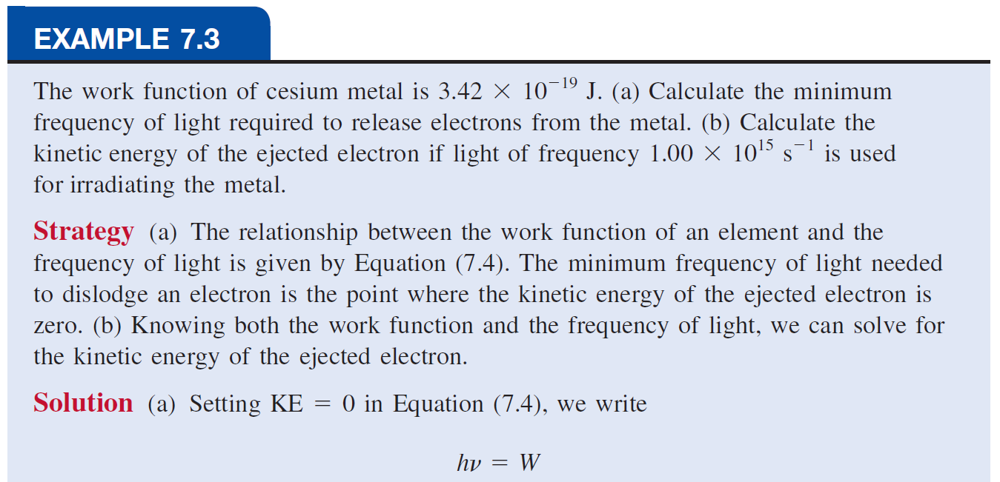 EXAMPLE 7.3
The work function of cesium metal is 3.42 × 10⁻¹⁹ J. (a) Calculate the minimum
frequency of light required to release electrons from the metal. (b) Calculate the
kinetic energy of the ejected electron if light of frequency 1.00 × 10¹⁵ s⁻¹ is used
for irradiating the metal.
Strategy (a) The relationship between the work function of an element and the
frequency of light is given by Equation (7.4). The minimum frequency of light needed
to dislodge an electron is the point where the kinetic energy of the ejected electron is
zero. (b) Knowing both the work function and the frequency of light, we can solve for
the kinetic energy of the ejected electron.
Solution (a) Setting KE = 0 in Equation (7.4), we write
hν = W